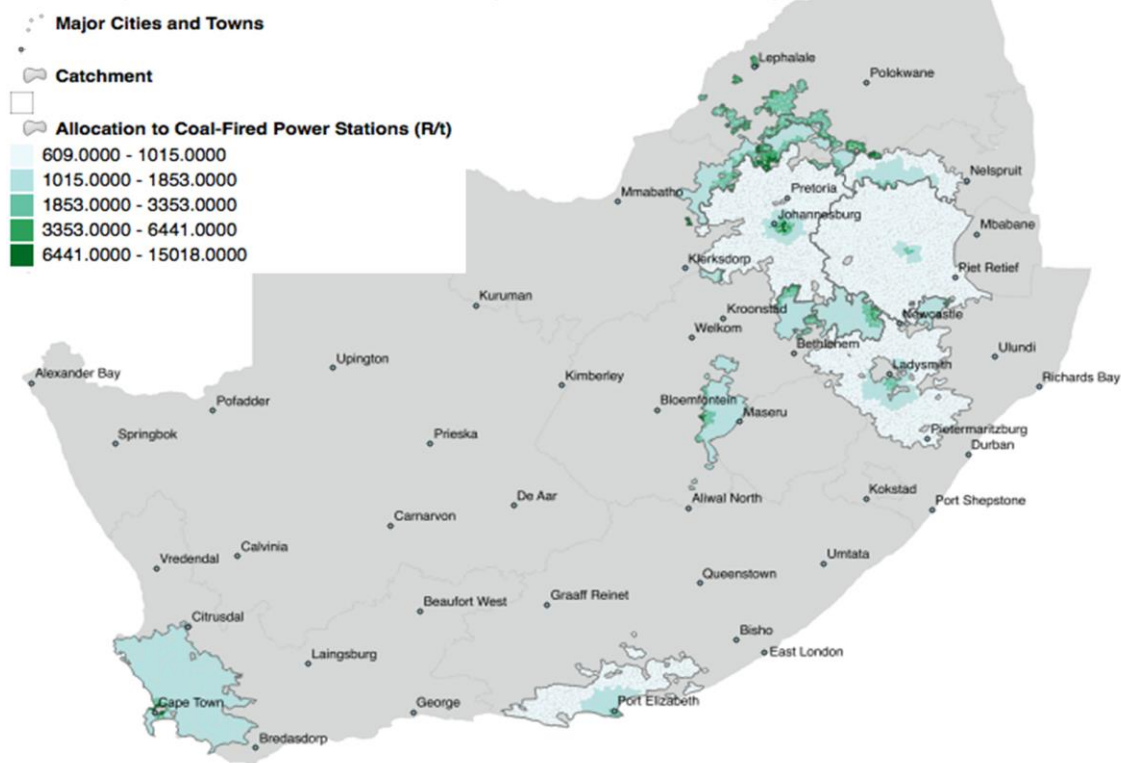 Major Cities and Towns
Catchment
Allocation to Coal-Fired Power Stations (R/t)
609.0000 - 1015.0000
1015.0000 - 1853.0000
1853.0000 - 3353.0000
3353.0000 - 6441.0000
6441.0000 - 15018.0000
Lephalale
Polokwane
Nelspruit
Mmabatho
Pretoria
Johannesburg
Mbabane
Klerksdorp
Piet Retief
Kuruman
Kroonstad
Newcastle
Welkom
Bethlehem
Ulundi
Upington
Ladysmith
Alexander Bay
Kimberley
Richards Bay
Pofadder
Bloemfontein
Maseru
Springbok
Prieska
Pietermaritzburg
Durban
De Aar
Aliwal North
Kokstad
Port Shepstone
Carnarvon
Calvinia
Vredendal
Umtata
Queenstown
Beaufort West
Graaff Reinet
Citrusdal
Bisho
Laingsburg
East London
Cape Town
George
Port Elizabeth
Bredasdorp